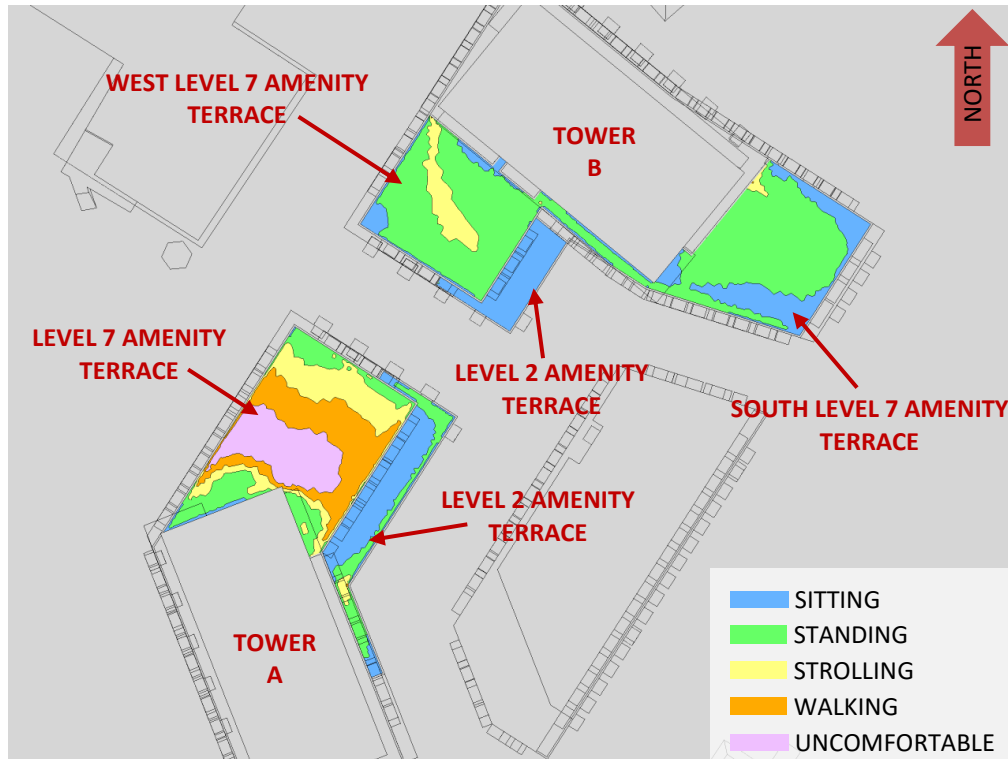 WEST LEVEL 7 AMENITY
TERRACE
TOWER
B
NORTH
LEVEL 7 AMENITY
TERRACE
LEVEL 2 AMENITY
TERRACE
SOUTH LEVEL 7 AMENITY
TERRACE
LEVEL 2 AMENITY
TERRACE
TOWER
A
SITTING
STANDING
STROLLING
WALKING
UNCOMFORTABLE